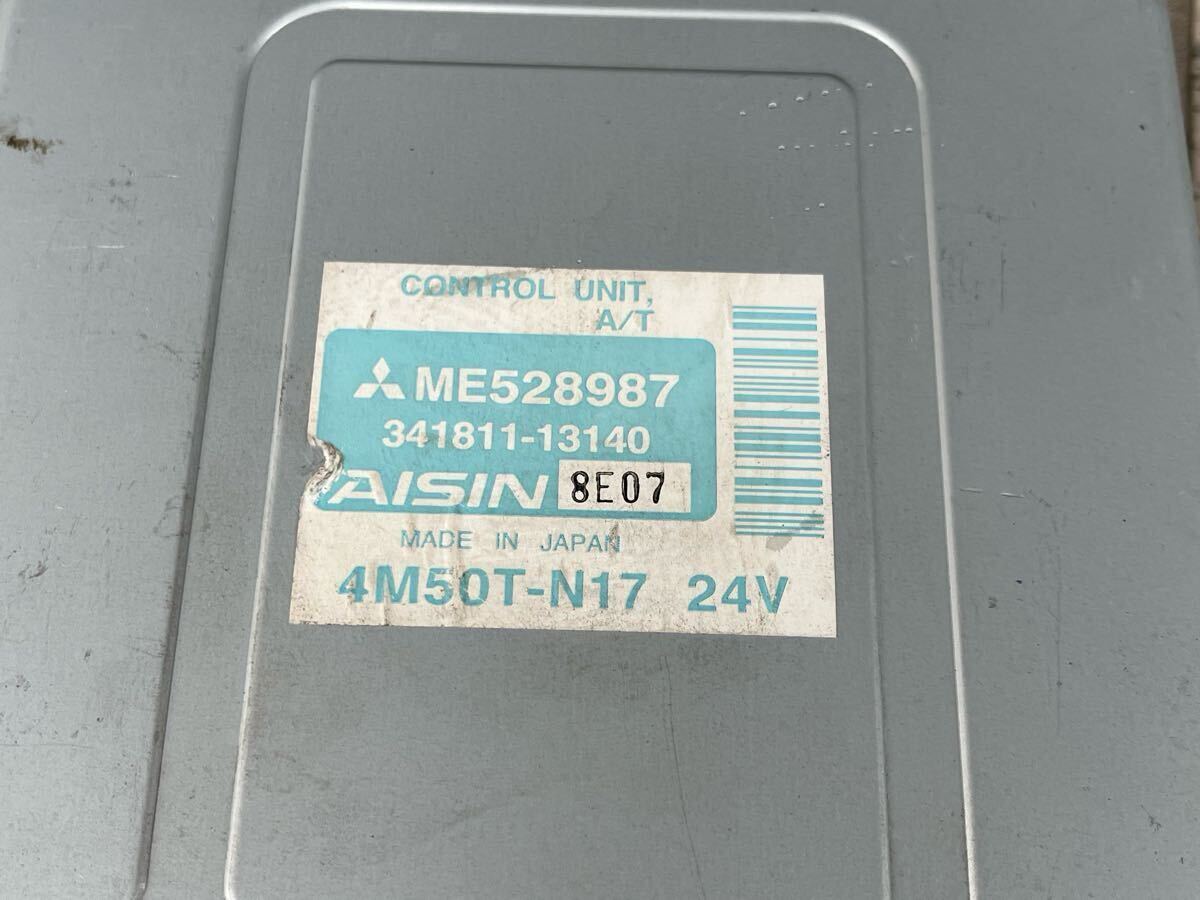 CONTROL UNIT,
A/T
ME528987
341811-13140
AISIN 8E07
MADE IN JAPAN
4M50T-N17 24V